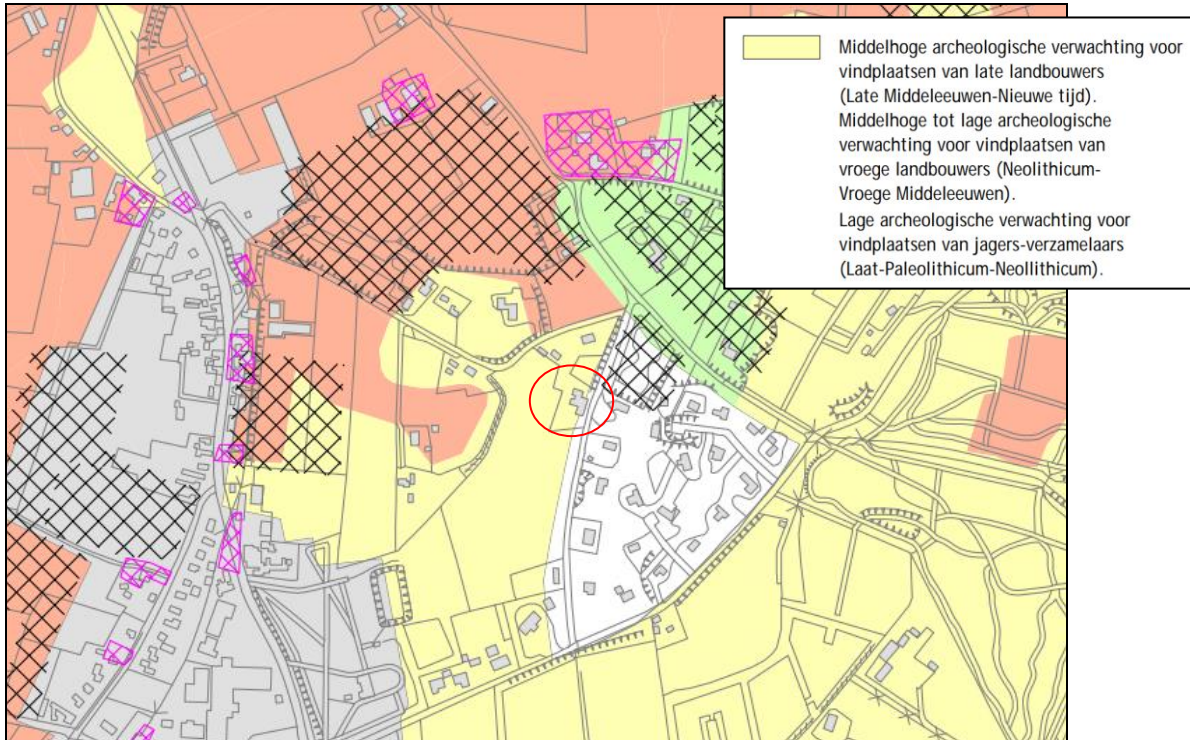 Middelhoge archeologische verwachting voor
vindplaatsen van late landbouwers
(Late Middeleeuwen-Nieuwe tijd).
Middelhoge tot lage archeologische
verwachting voor vindplaatsen van
vroege landbouwers (Neolithicum-
Vroege Middeleeuwen).
Lage archeologische verwachting voor
vindplaatsen van jagers-verzamelaars
(Laat-Paleolithicum-Neollithicum).